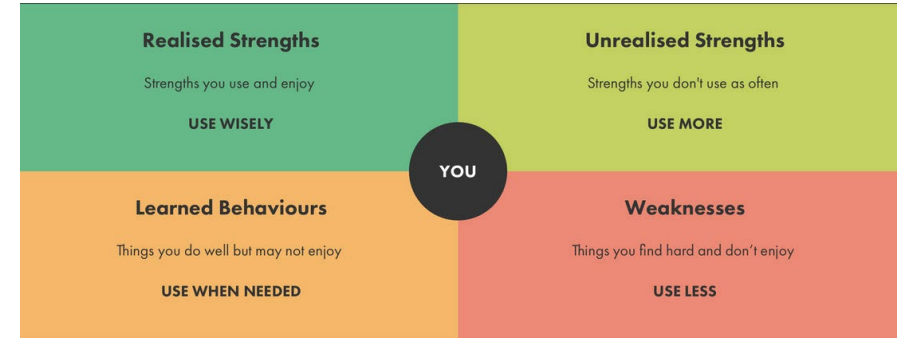 Realised Strengths
Strengths you use and enjoy
USE WISELY
Unrealised Strengths
Strengths you don't use as often
USE MORE
YOU
Learned Behaviours
Things you do well but may not enjoy
USE WHEN NEEDED
Weaknesses
Things you find hard and don’t enjoy
USE LESS